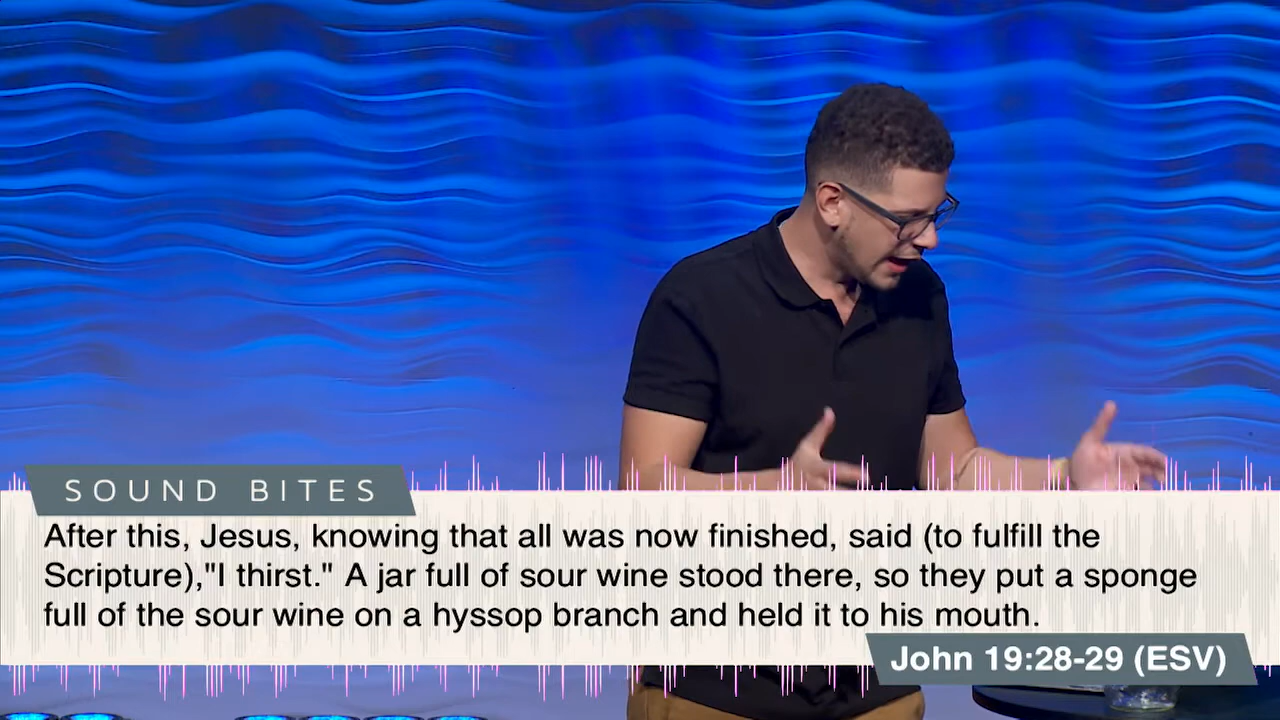 SOUND BITES
After this, Jesus, knowing that all was now finished, said (to fulfill the
Scripture),"I thirst." A jar full of sour wine stood there, so they put a sponge
full of the sour wine on a hyssop branch and held it to his mouth.
John 19:28-29 (ESV)